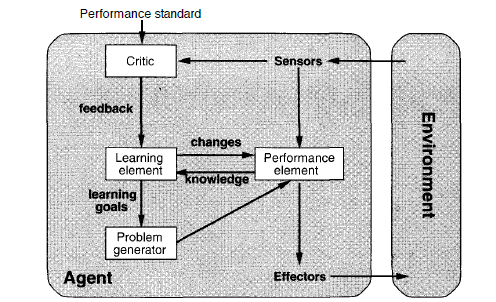 Performance standard
Critic
Sensors
feedback
changes
Learning
element
Performance
element
knowledge
learning
goals
Problem
generator
Agent
Effectors
Environment